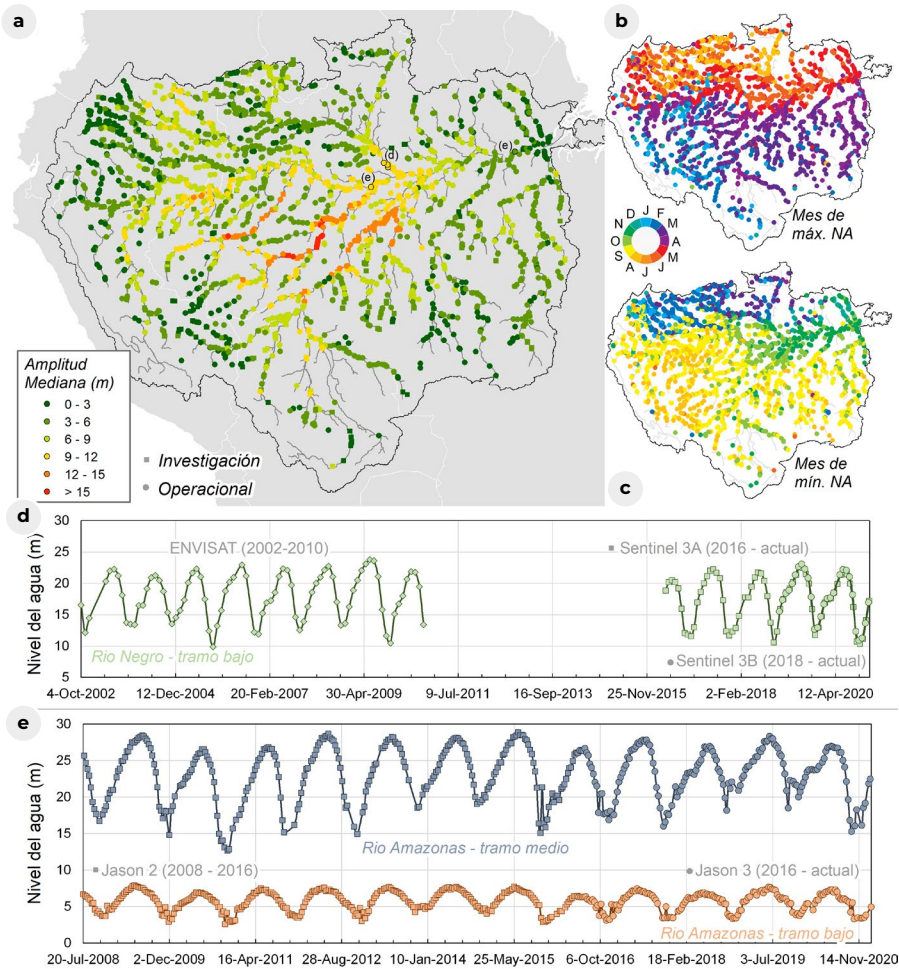 a
b
(d)
(e)
(e)
Amplitud
Mediana (m)
0 - 3
3 - 6
6 - 9
9 - 12
12 - 15
> 15
Investigación
Operacional
D J F
N M
O A
S M
A J J
Mes de
máx. NA
Mes de
mín. NA
c
d
Nivel del agua (m)
30
25
20
15
10
5
ENVISAT (2002-2010)
Sentinel 3A (2016 - actual)
Rio Negro - tramo bajo
Sentinel 3B (2018 - actual)
4-Oct-2002 12-Dec-2004 20-Feb-2007 30-Apr-2009 9-Jul-2011 16-Sep-2013 25-Nov-2015 2-Feb-2018 12-Apr-2020
e
Nivel del agua (m)
30
25
20
15
10
5
0
Rio Amazonas - tramo medio
Jason 2 (2008 - 2016)
Jason 3 (2016 - actual)
Rio Amazonas - tramo bajo
20-Jul-2008 2-Dec-2009 16-Apr-2011 28-Aug-2012 10-Jan-2014 25-May-2015 6-Oct-2016 18-Feb-2018 3-Jul-2019 14-Nov-2020